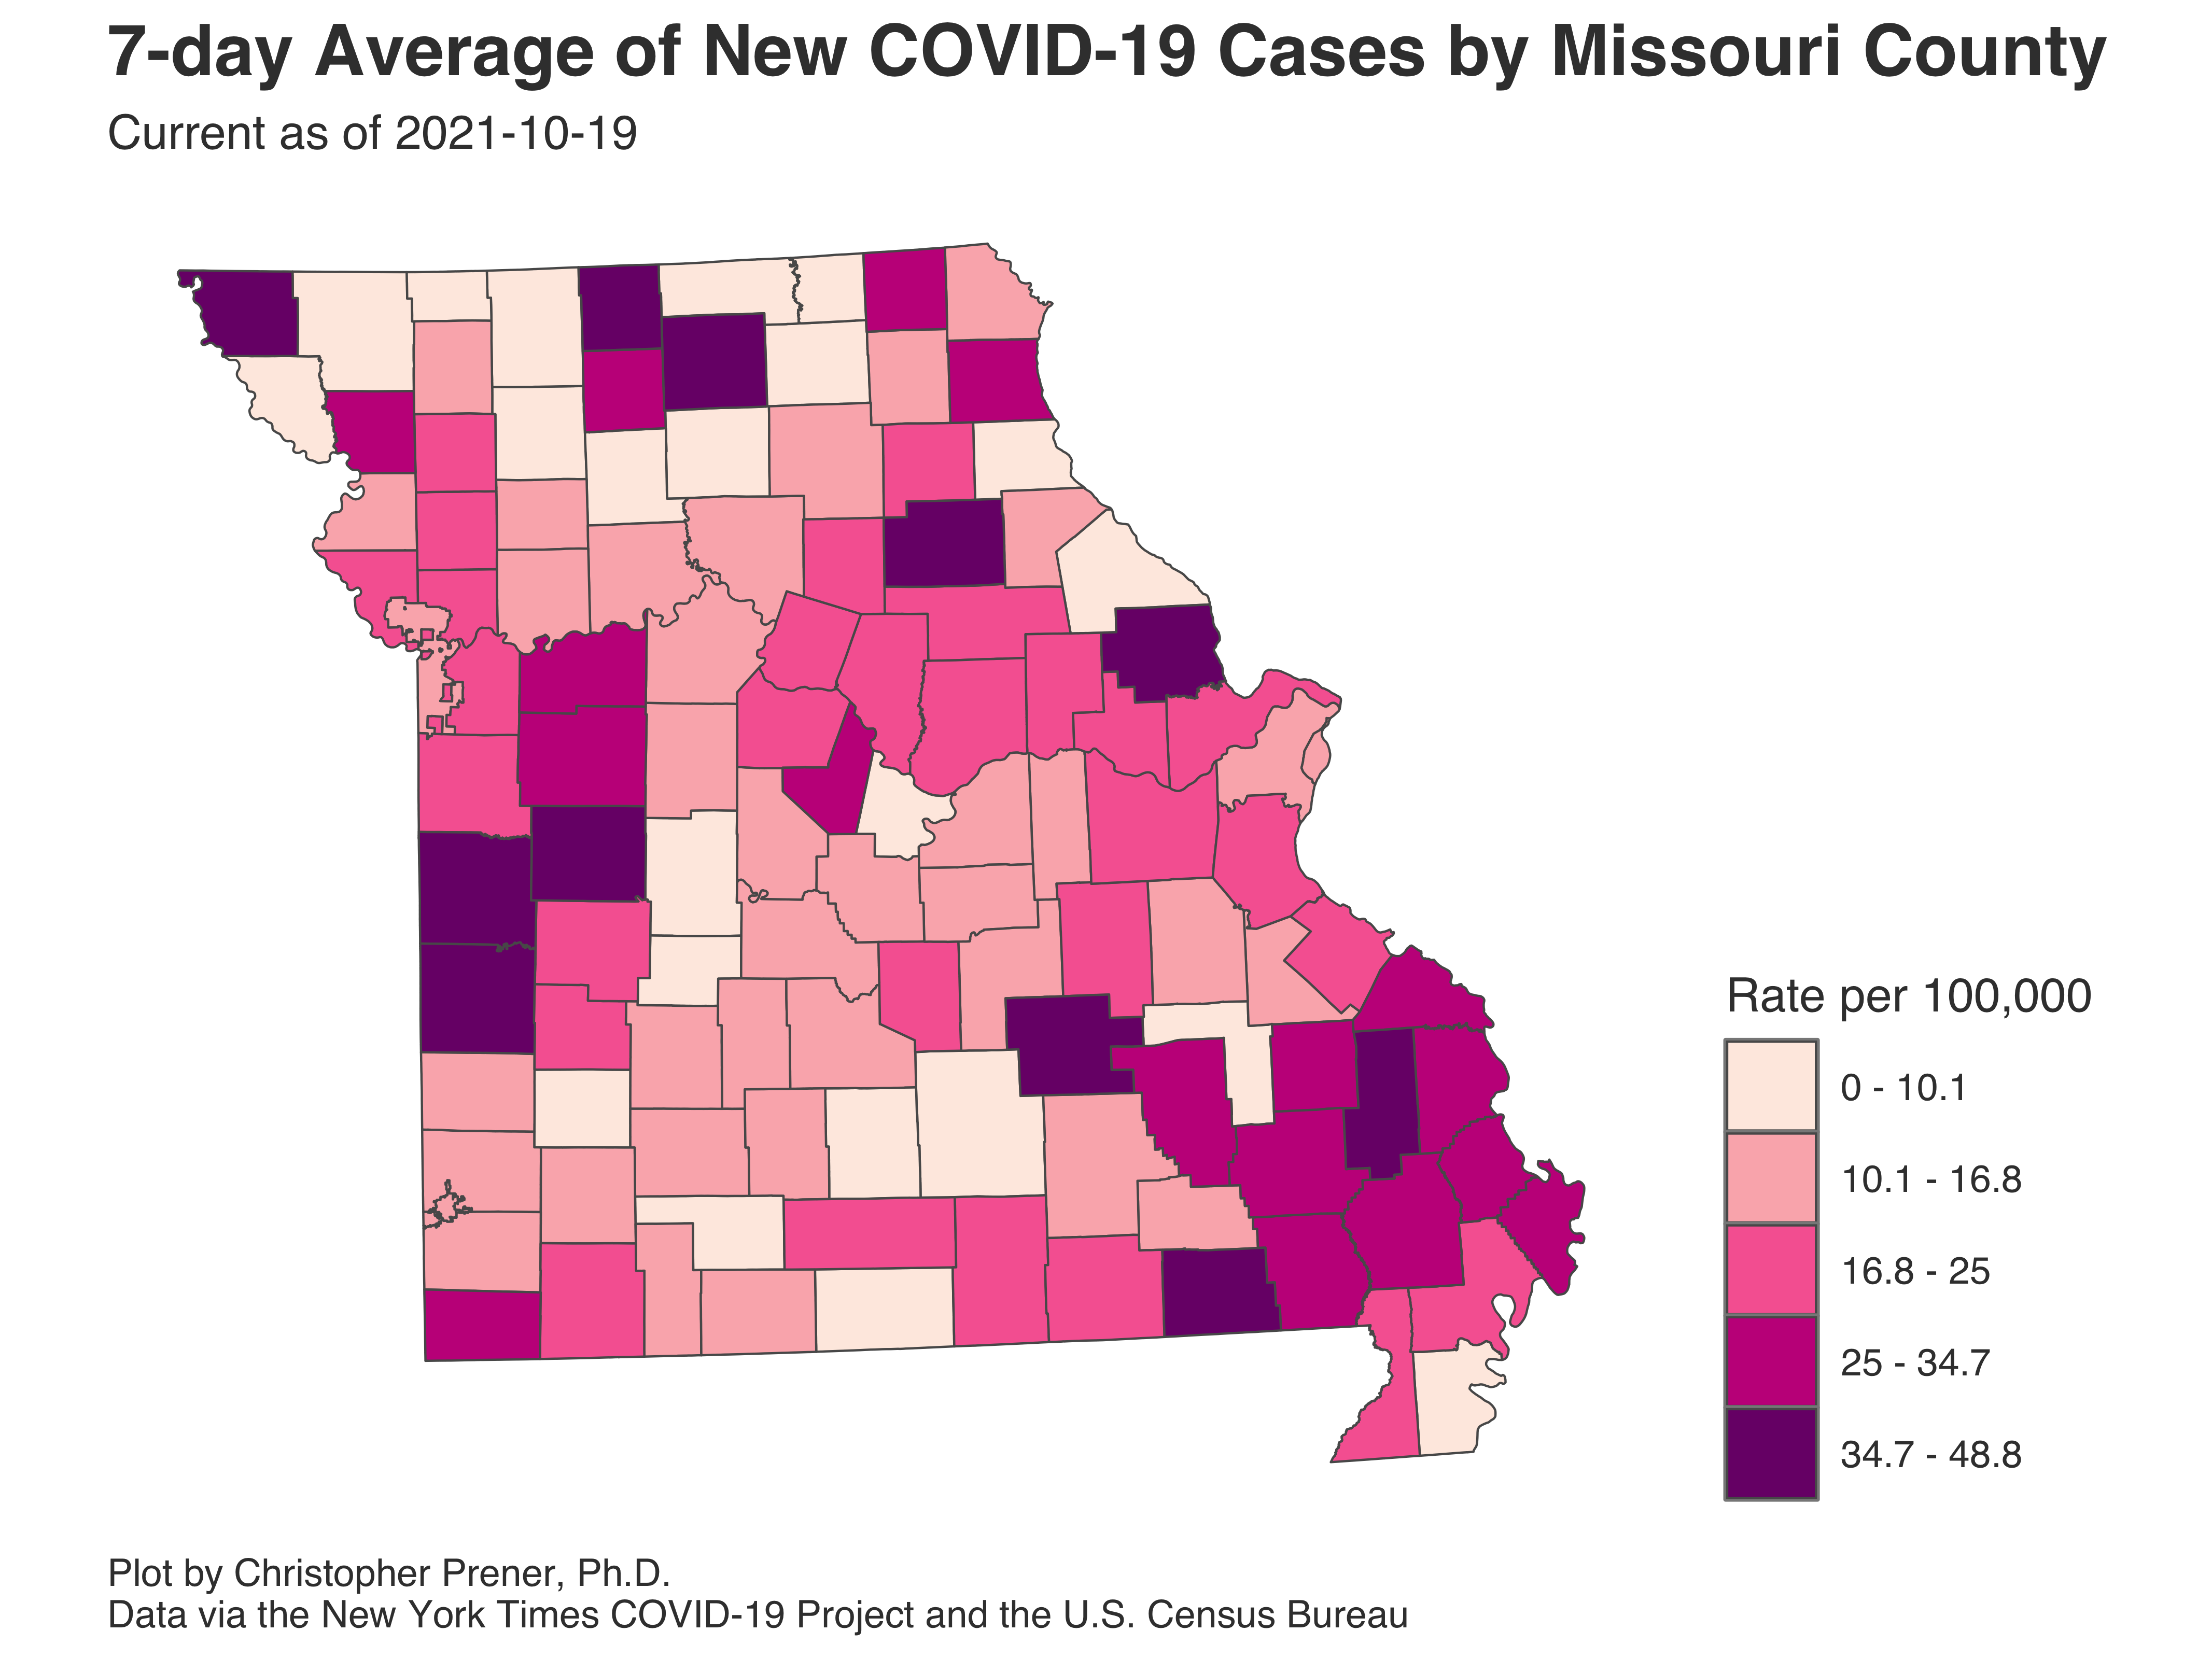 7-day Average of New COVID-19 Cases by Missouri County
Current as of 2021-10-19
Rate per 100,000
0 - 10.1
10.1 - 16.8
16.8 - 25
25 - 34.7
34.7 - 48.8
Plot by Christopher Prener, Ph.D.
Data via the New York Times COVID-19 Project and the U.S. Census Bureau